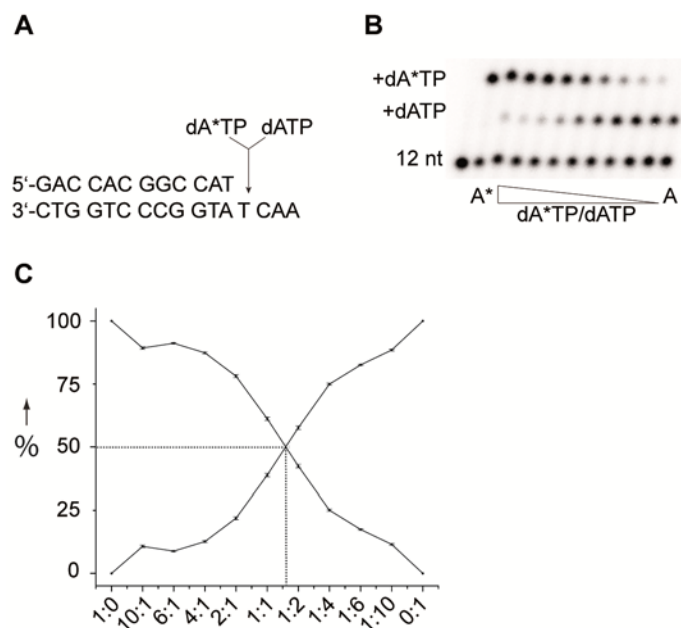 A
dA*TP dATP
5'-GAC CAC GGC CAT
3'-CTG GTC CCG GTA T CAA
B
+dA*TP
+dATP
12 nt
A* A
dA*TP/dATP
C
100
75
50
25
0
%
1:0 10:1 6:1 4:1 2:1 1:1 1:2 1:4 1:6 1:10 0:1